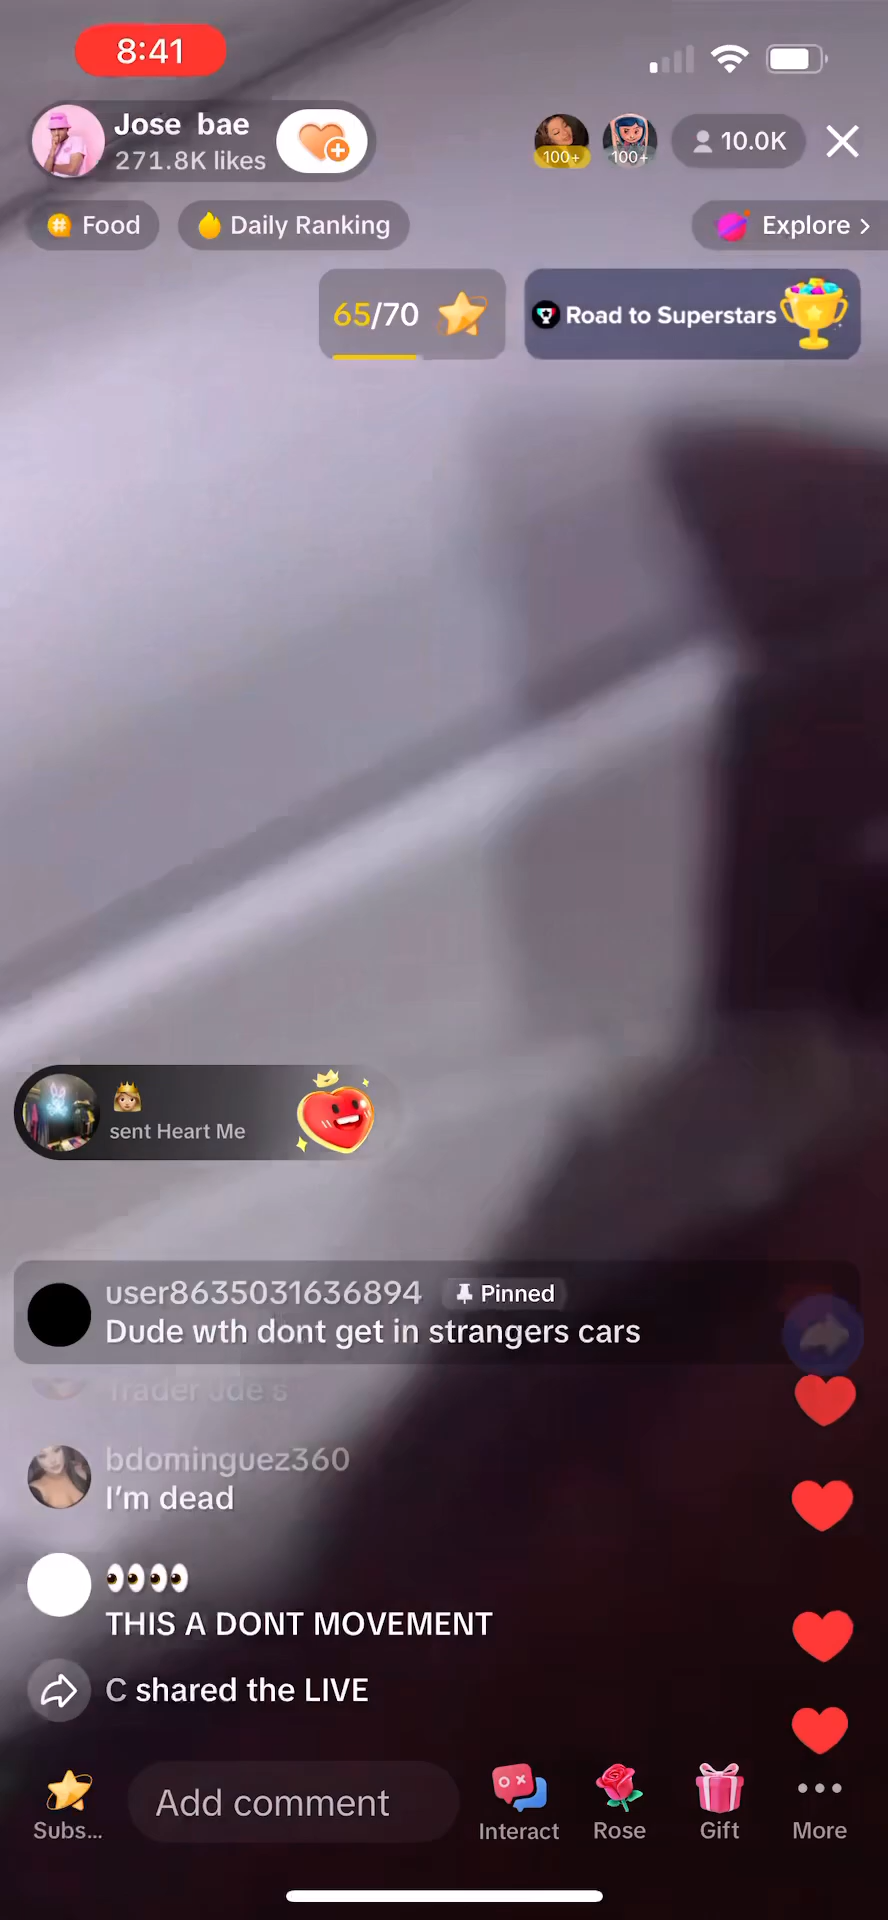 8:41
Jose bae
271.8K likes
100+
100+
10.0K
Food
Daily Ranking
Explore >
65/70
Road to Superstars
sent Heart Me
user8635031636894 Pinned
Dude wth dont get in strangers cars
Trader Joe's
bdominguez360
I'm dead
👀👀
THIS A DONT MOVEMENT
C shared the LIVE
Subs...
Add comment
Interact
Rose
Gift
More